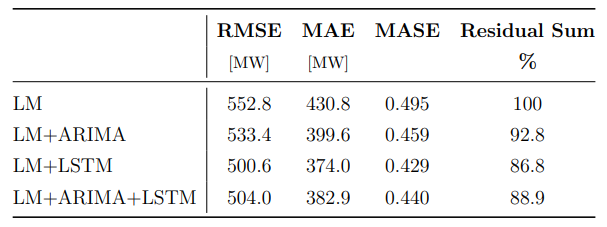 RMSE MAE MASE Residual Sum
[MW] [MW] %
LM 552.8 430.8 0.495 100
LM+ARIMA 533.4 399.6 0.459 92.8
LM+LSTM 500.6 374.0 0.429 86.8
LM+ARIMA+LSTM 504.0 382.9 0.440 88.9